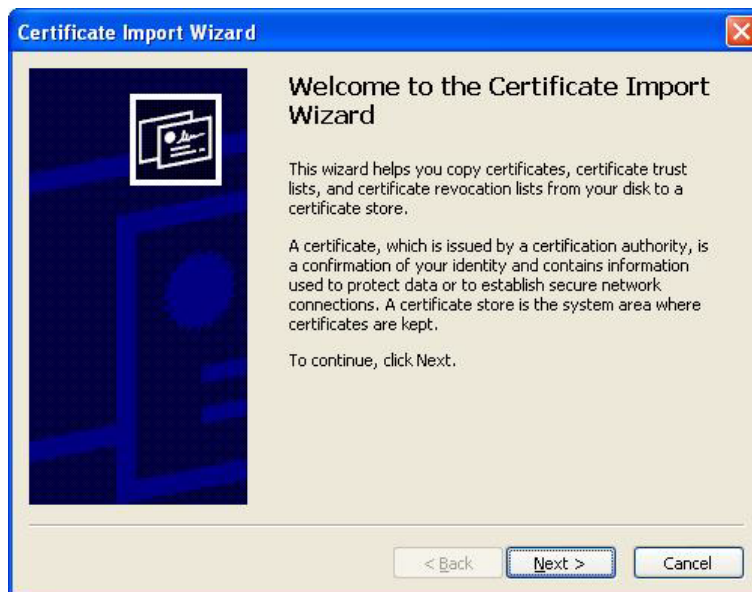 Certificate Import Wizard
Welcome to the Certificate Import
Wizard
This wizard helps you copy certificates, certificate trust
lists, and certificate revocation lists from your disk to a
certificate store.
A certificate, which is issued by a certification authority, is
a confirmation of your identity and contains information
used to protect data or to establish secure network
connections. A certificate store is the system area where
certificates are kept.
To continue, click Next.
< Back
Next >
Cancel